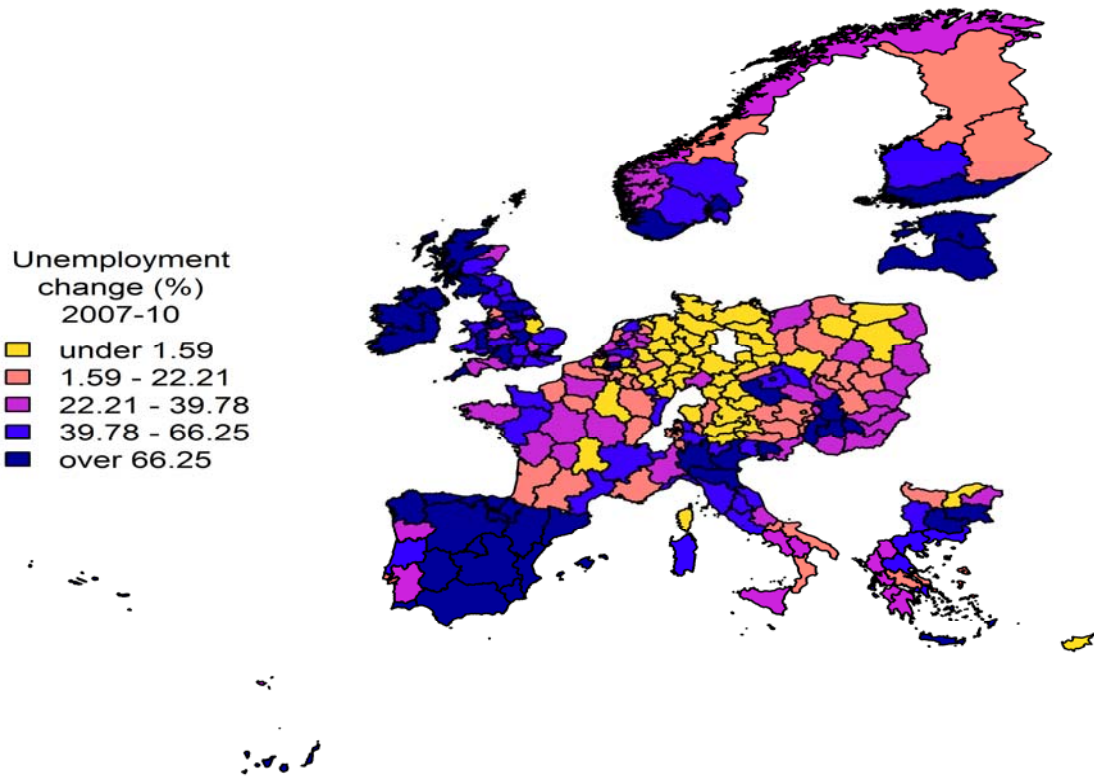 Unemployment
change (%)
2007-10
under 1.59
1.59 - 22.21
22.21 - 39.78
39.78 - 66.25
over 66.25